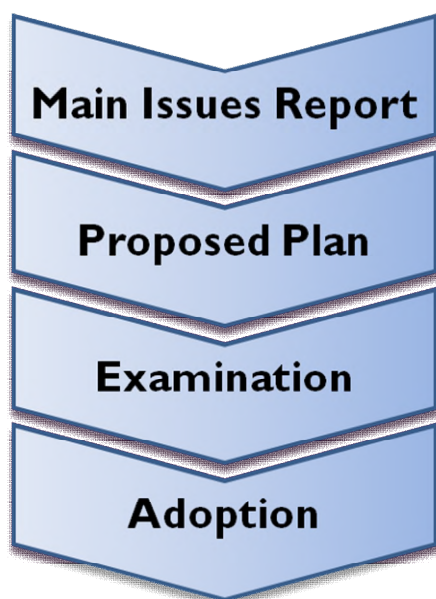 Main Issues Report
Proposed Plan
Examination
Adoption